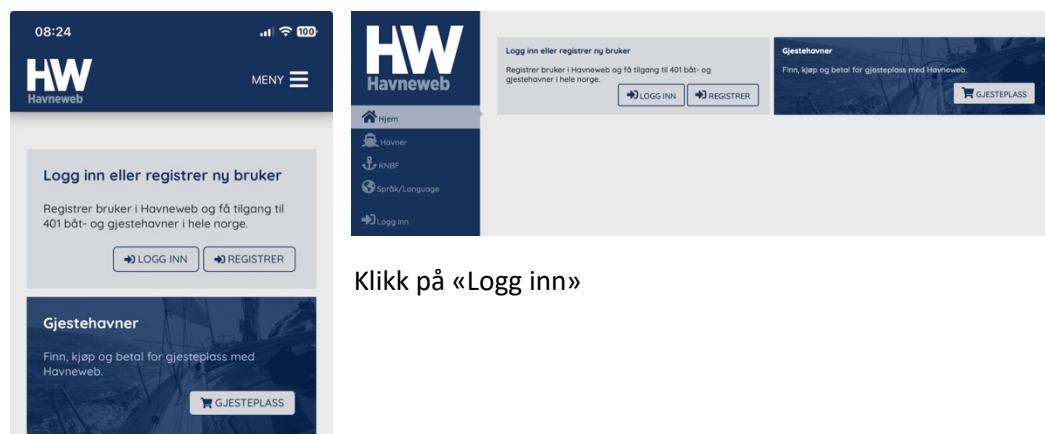 08:24
100
HW
Havneweb
MENY
Logg inn eller registrer ny bruker
Registrer bruker i Havneweb og få tilgang til
401 båt- og gjestehavner i hele norge.
LOGG INN
REGISTRER
Gjestehavner
Finn, kjøp og betal for gjesteplass med
Havneweb.
GJESTEPLASS
HW
Havneweb
Hjem
Havner
KNBF
Språk/Language
Logg inn
Logg inn eller registrer ny bruker
Registrer bruker i Havneweb og få tilgang til 401 båt- og
gjestehavner i hele norge.
LOGG INN
REGISTRER
Gjestehavner
Finn, kjøp og betal for gjesteplass med Havneweb.
GJESTEPLASS
Klikk på «Logg inn»